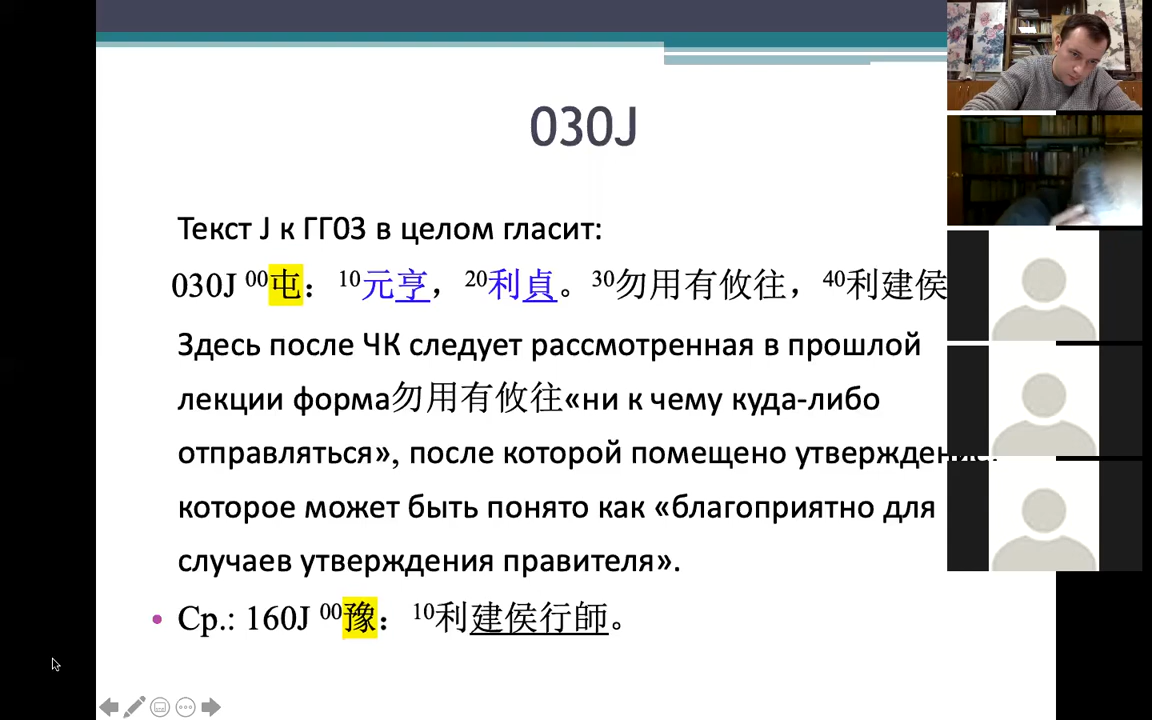 030J
Текст J к ГГ03 в целом гласит:
030J ⁰⁰屯：¹⁰元亨，²⁰利貞。³⁰勿用有攸往，⁴⁰利建侯
Здесь после ЧК следует рассмотренная в прошлой
лекции форма勿用有攸往«ни к чему куда-либо
отправляться», после которой помещено утверждение,
которое может быть понято как «благоприятно для
случаев утверждения правителя».
• Ср.: 160J ⁰⁰豫：¹⁰利建侯行師。